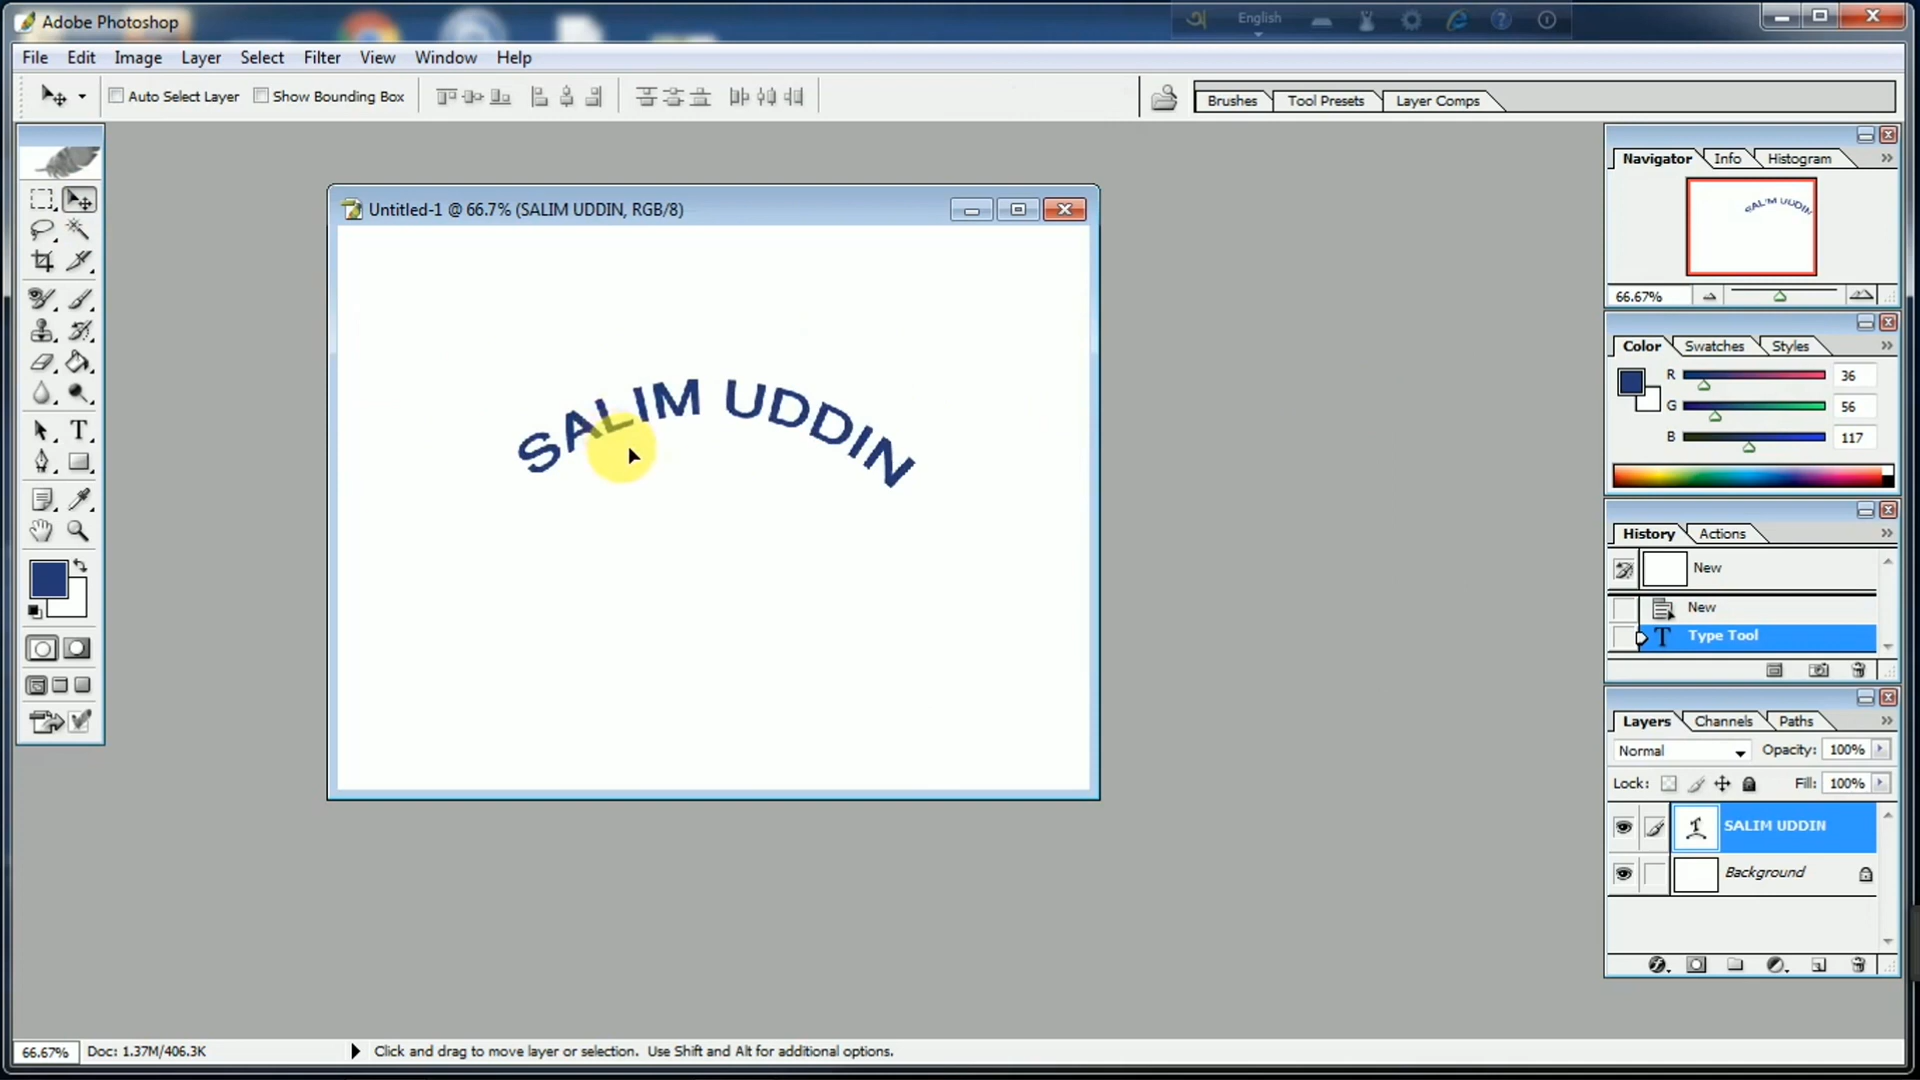 Adobe Photoshop
English
File Edit Image Layer Select Filter View Window Help
Auto Select Layer Show Bounding Box
Brushes Tool Presets Layer Comps
Navigator Info Histogram
SALIM UDDIN
66.67%
Untitled-1 @ 66.7% (SALIM UDDIN, RGB/8)
SALIM UDDIN
Color Swatches Styles
R 36
G 56
B 117
History Actions
New
New
T Type Tool
Layers Channels Paths
Normal Opacity: 100%
Lock: Fill: 100%
T SALIM UDDIN
Background
66.67% Doc: 1.37M/406.3K Click and drag to move layer or selection. Use Shift and Alt for additional options.